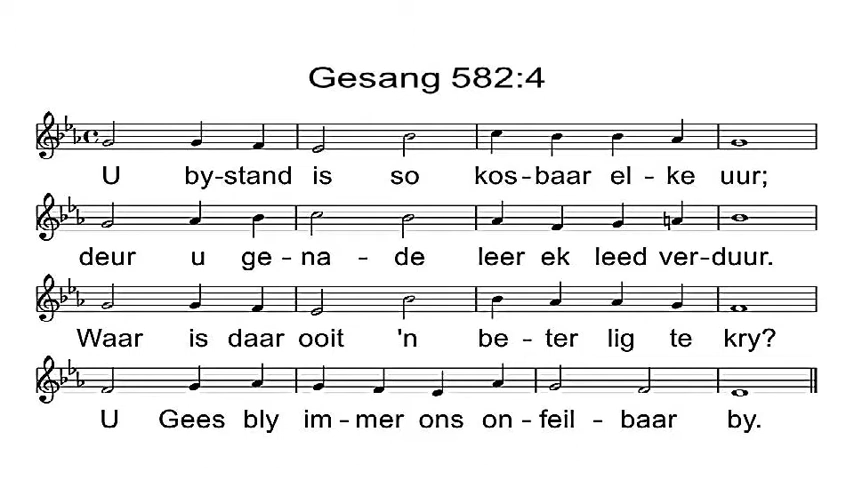 Gesang 582:4
U by-stand is so kos-baar el-ke uur;
deur u ge-na-de leer ek leed ver-duur.
Waar is daar ooit 'n be-ter lig te kry?
U Gees bly im-mer ons on-feil-baar by.